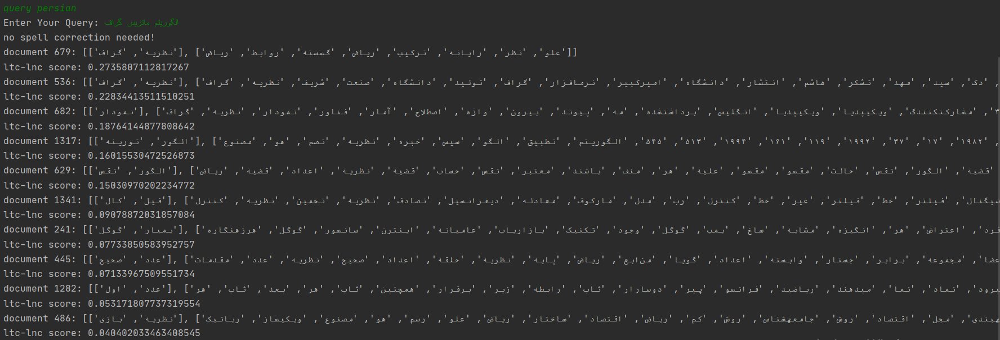 query persian
Enter Your Query: الگوریتم ماتریس گراف
no spell correction needed!
document 679: [['نظریه', 'گراف'], ['علو', 'نظر', 'رایانه', 'ترکیب', 'ریاض', 'گسسته', 'روابط', 'ریاض']]
ltc-lnc score: 0.2735807112817267
document 536: [['نظریه', 'گراف'], ['دک', 'سید', 'مهد', 'تشکر', 'هاشم', 'انتشار', 'دانشگاه', 'امیرکبیر', 'نرمافزار', 'گراف', 'تولید', 'دانشگاه', 'صنعت', 'شریف', 'نظریه', 'گراف',
ltc-lnc score: 0.22834413511510251
document 682: [['نمودار'], ['۳', 'مشارکتکنندگ', 'ویکیپدیا', 'ویکیپدیا', 'انگلیس', 'برداشتشده', 'مه', 'پیوند', 'بیرون', 'واژه', 'اصطلاح', 'آمار', 'فناور', 'نمودار', 'نظریه', 'گراف',
ltc-lnc score: 0.18764144877808642
document 1317: [['الگور', 'تورینه'], ['۱۹۸۲', '۱۷', '۳۷', '۱۹۹۲', '۱۱۹', '۱۶۱', '۱۹۹۴', '۵۱۳', '۵۴۵', 'الگوریتم', 'تطبیق', 'الگو', 'سیس', 'خبره', 'نظریه', 'تصم', 'هو', 'مصنوع',
ltc-lnc score: 0.16015530472526873
document 629: [['الگور', 'تقس'], ['قضیه', 'الگور', 'تقس', 'حالت', 'مقسو', 'مقسو', 'علیه', 'هر', 'منف', 'باشند', 'معتبر', 'تقس', 'حساب', 'قضیه', 'نظریه', 'اعداد', 'قضیه', 'ریاض',
ltc-lnc score: 0.15030970202234772
document 1341: [['فیل', 'کال'], ['سیگنال', 'فیلتر', 'خط', 'فیلتر', 'غیر', 'خط', 'کنترل', 'رب', 'مدل', 'مارکوف', 'معادله', 'دیفرانسیل', 'تصادف', 'نظریه', 'تخمین', 'نظریه', 'کنترل',
ltc-lnc score: 0.09078872031857084
document 241: [['بمبار', 'گوگل'], ['فرد', 'اعتراض', 'هر', 'انگیزه', 'مشابه', 'ساخ', 'بمب', 'گوگل', 'وجود', 'تکنیک', 'بازاریاب', 'عامیانه', 'اینترن', 'سانسور', 'گوگل', 'هرزهنگاره',
ltc-lnc score: 0.07733850583952757
document 445: [['عدد', 'صحیح'], ['عضا', 'مجموعه', 'برابر', 'جستار', 'وابسته', 'اعداد', 'گویا', 'منابع', 'ریاض', 'پایه', 'نظریه', 'حلقه', 'اعداد', 'صحیح', 'نظریه', 'عدد', 'مقدمات',
ltc-lnc score: 0.07133967509551734
document 1282: [['عدد', 'اول'], ['یرود', 'نماد', 'نما', 'میدهند', 'ریاضید', 'فرانسو', 'پیر', 'دوسارار', 'ثاب', 'رابطه', 'زیر', 'برقرار', 'همچنین', 'ثاب', 'هر', 'بعد', 'ثاب', 'هر',
ltc-lnc score: 0.053171807737319554
document 486: [['نظریه', 'بازی'], ['هبندی', 'مجل', 'اقتصاد', 'روش', 'جامعهشناس', 'روش', 'کم', 'ریاض', 'اقتصاد', 'ساختار', 'ریاض', 'علو', 'رسم', 'هو', 'مصنوع', 'ویکیساز', 'رباتیک',
ltc-lnc score: 0.040402033463408545